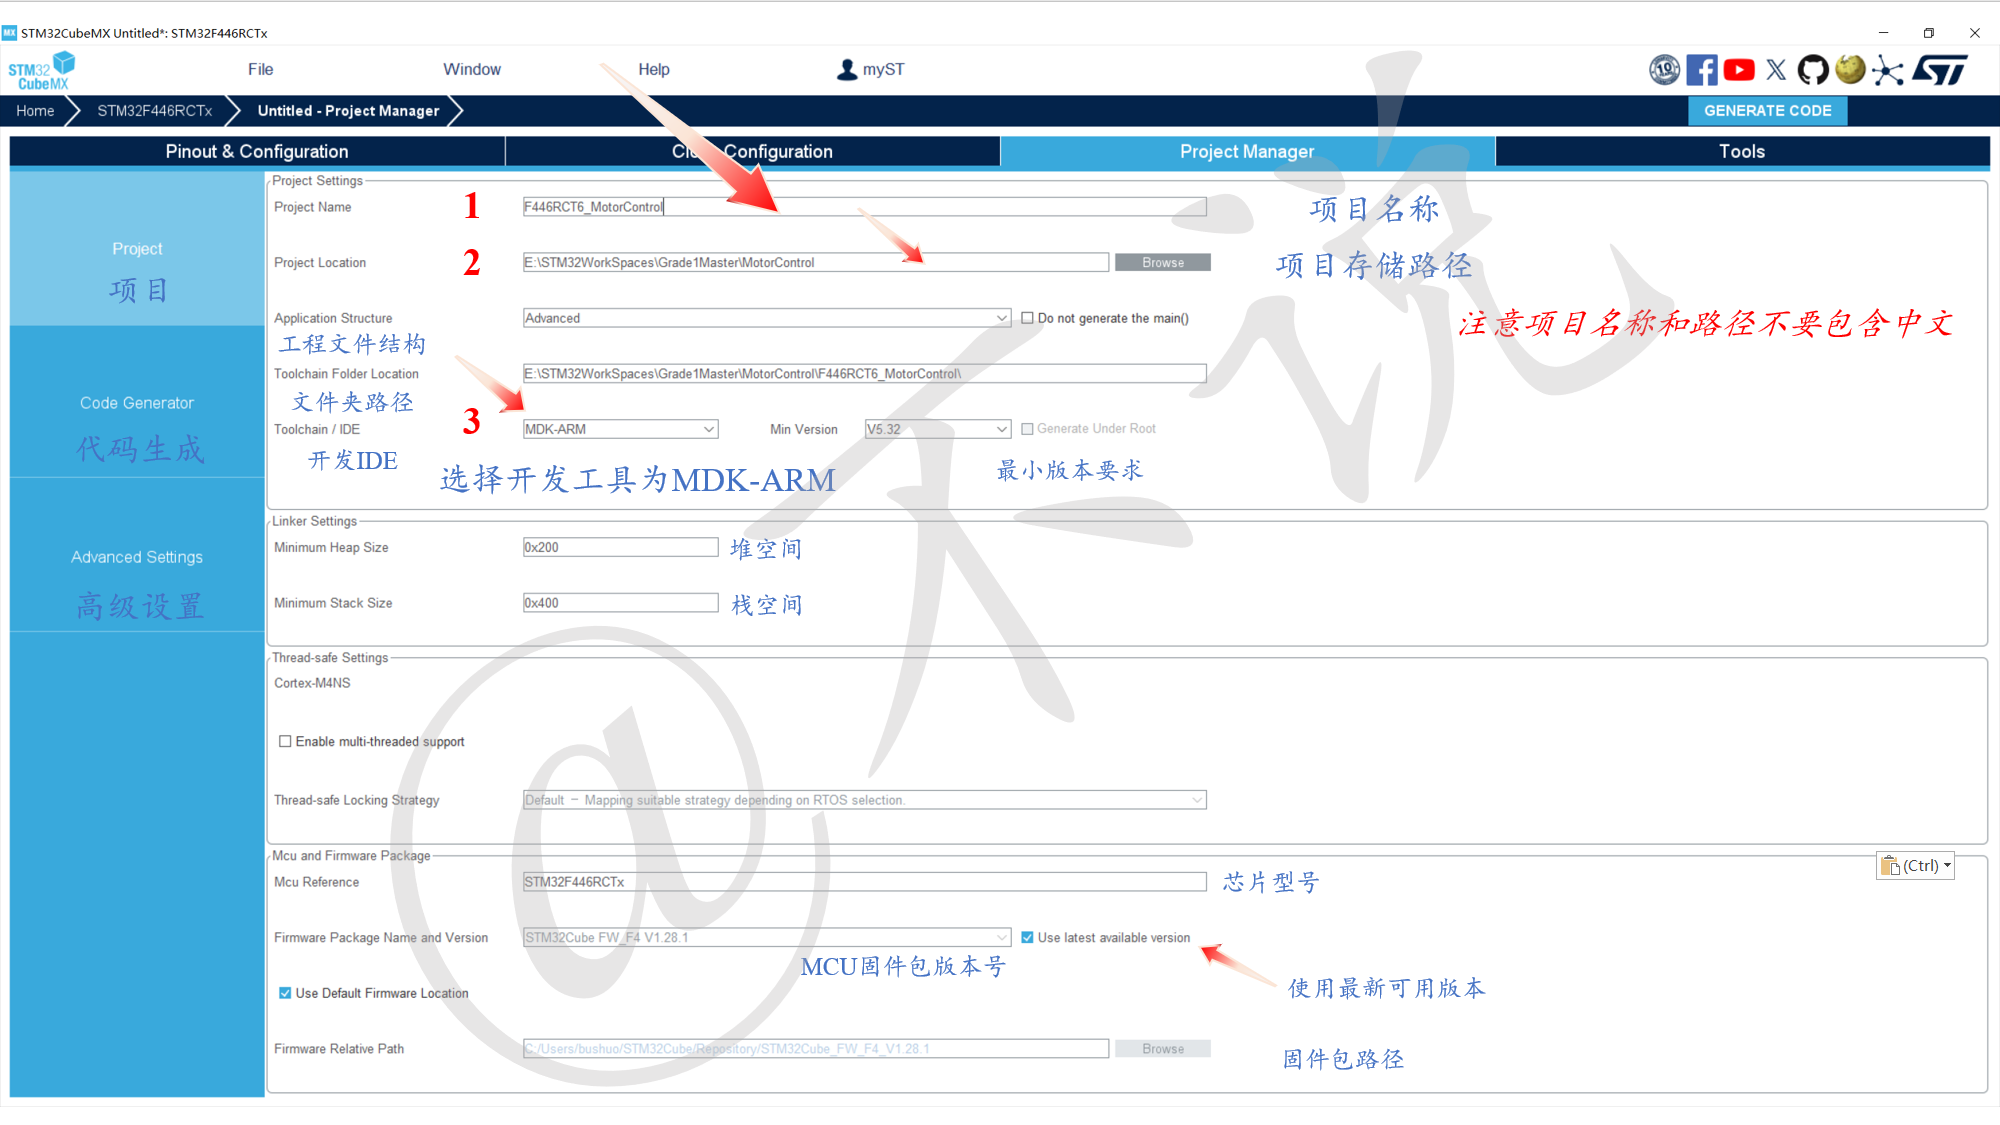 STM32CubeMX Untitled*: STM32F446RCTx
STM32
CubeMX
File
Window
Help
myST
10
Home
STM32F446RCTx
Untitled - Project Manager
GENERATE CODE
Pinout & Configuration
Clock Configuration
Project Manager
Tools
Project
项目
Code Generator
代码生成
Advanced Settings
高级设置
Project Settings
Project Name
1
F446RCT6_MotorControl
项目名称
Project Location
2
E:\STM32WorkSpaces\Grade1Master\MotorControl
Browse
项目存储路径
Application Structure
Advanced
Do not generate the main()
注意项目名称和路径不要包含中文
工程文件结构
Toolchain Folder Location
E:\STM32WorkSpaces\Grade1Master\MotorControl\F446RCT6_MotorControl\
文件夹路径
Toolchain / IDE
3
MDK-ARM
Min Version
V5.32
Generate Under Root
开发IDE
选择开发工具为MDK-ARM
最小版本要求
Linker Settings
Minimum Heap Size
0x200
堆空间
Minimum Stack Size
0x400
栈空间
Thread-safe Settings
Cortex-M4NS
Enable multi-threaded support
Thread-safe Locking Strategy
Default - Mapping suitable strategy depending on RTOS selection.
Mcu and Firmware Package
(Ctrl)
Mcu Reference
STM32F446RCTx
芯片型号
Firmware Package Name and Version
STM32Cube FW_F4 V1.28.1
Use latest available version
MCU固件包版本号
使用最新可用版本
Use Default Firmware Location
Firmware Relative Path
C:/Users/bushuo/STM32Cube/Repository/STM32Cube_FW_F4_V1.28.1
Browse
固件包路径
@不说